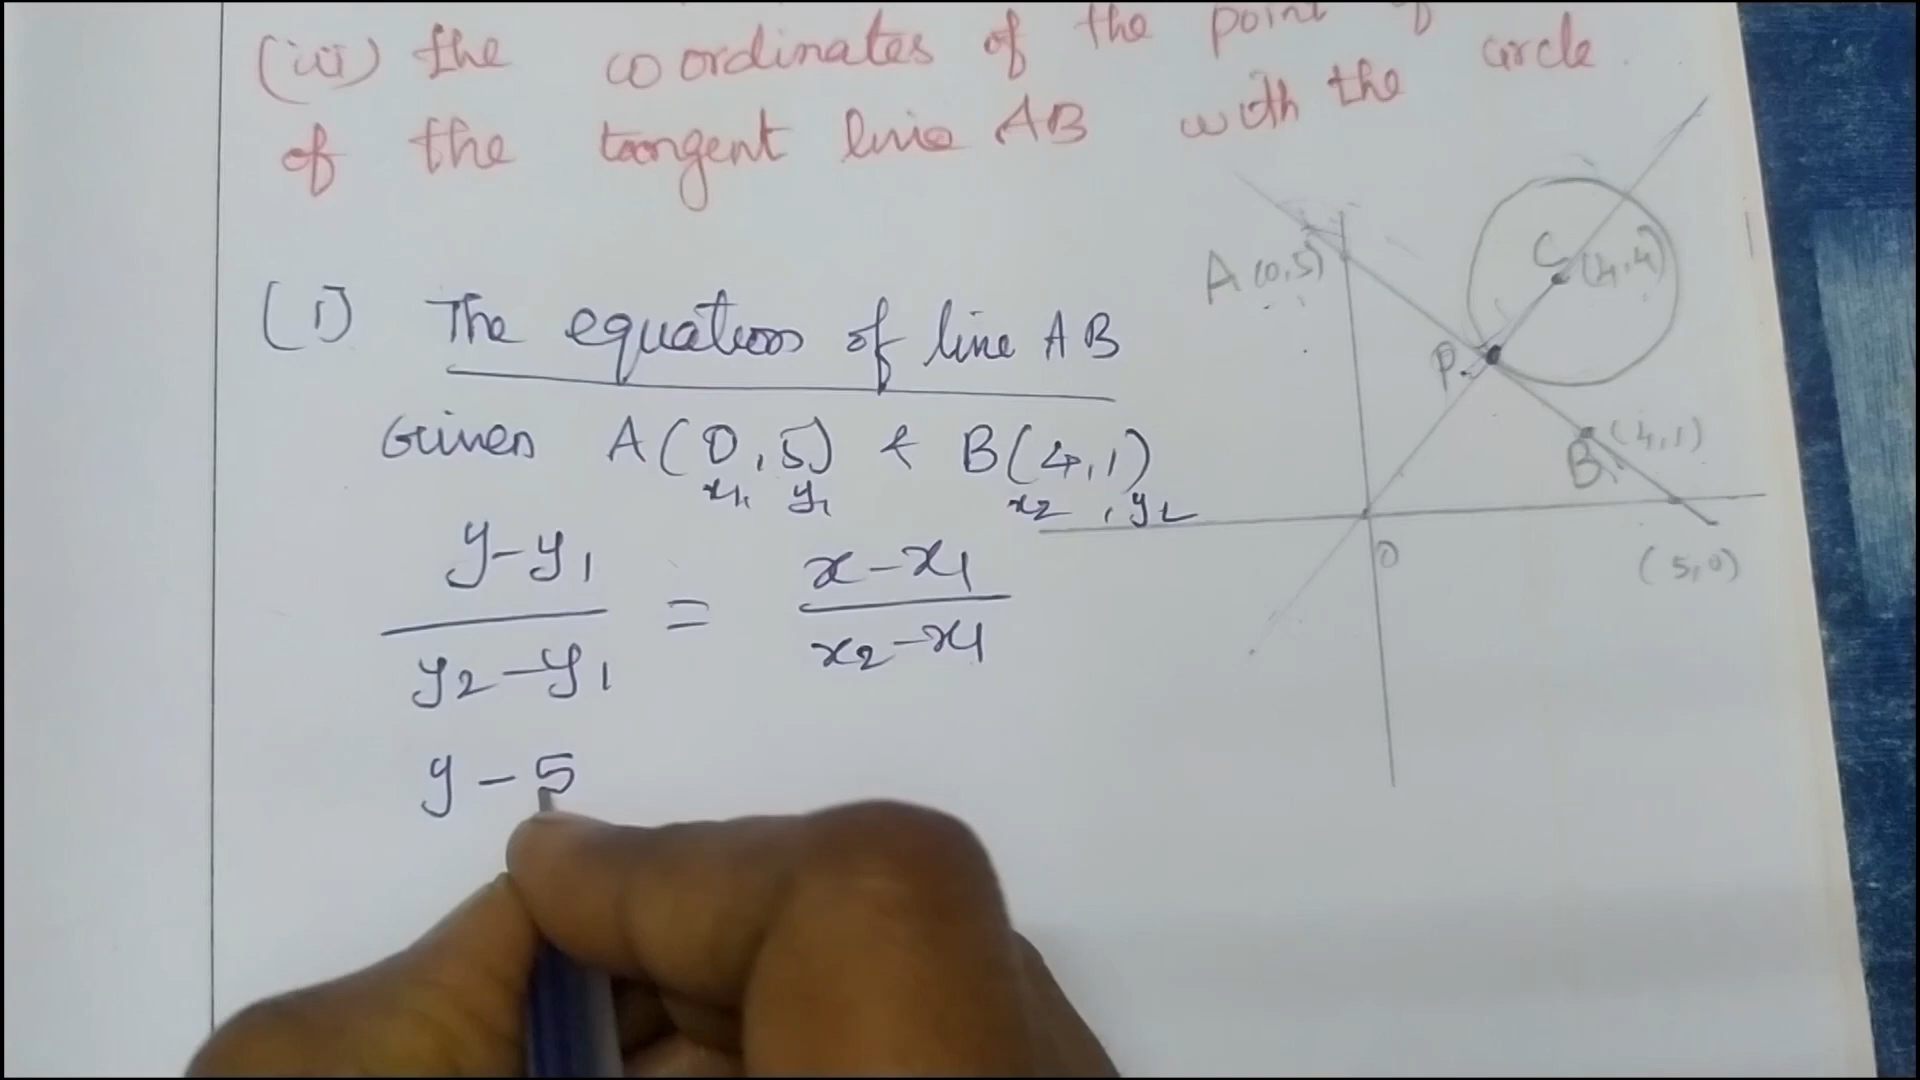 (iii) the coordinates of the point of
of the tangent line AB with the circle.
(i) The equation of line AB
Given A(0,5) & B(4,1)
x1, y1 x2, y2
y-y1 / y2-y1 = x-x1 / x2-x1
y-5
A(0,5)
C(4,4)
P
B(4,1)
O
(5,0)